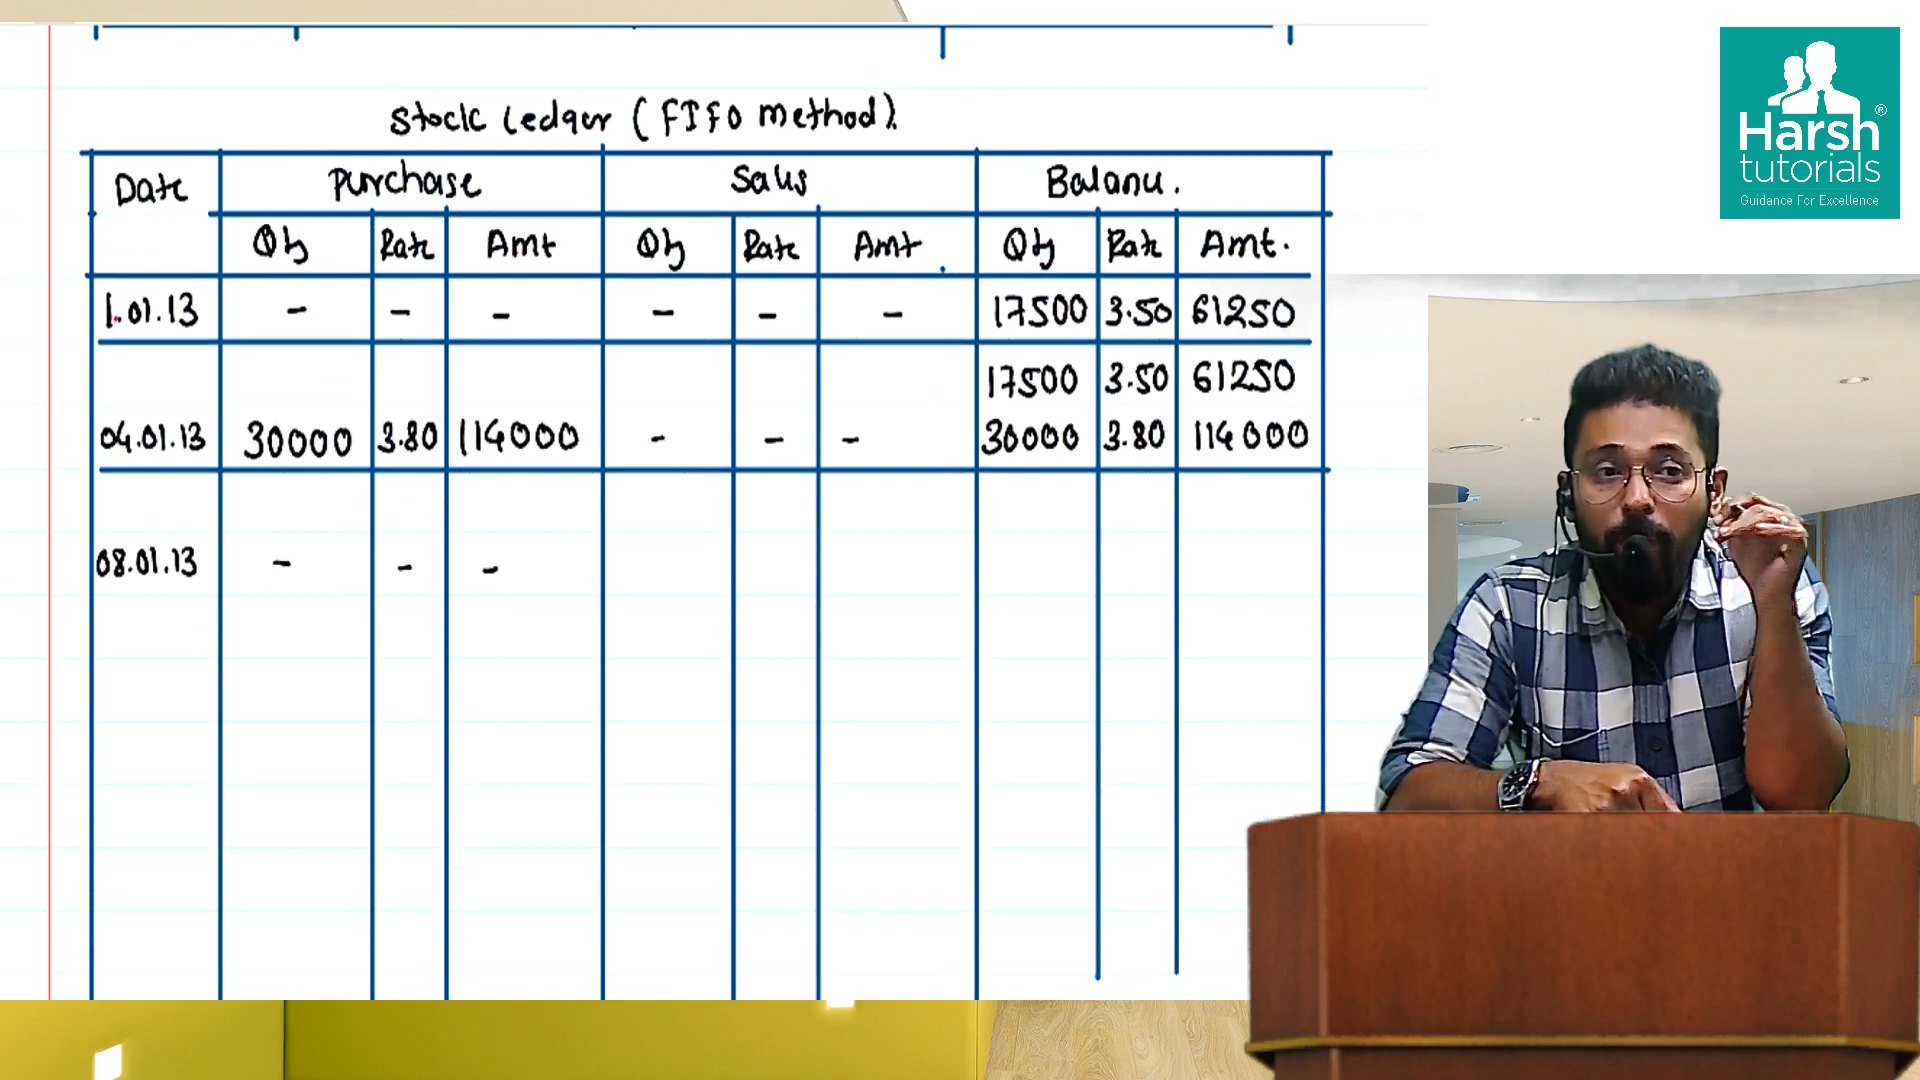 Stock Ledger (FIFO method).
Date Purchase Sales Balance.
Qty Rate Amt Qty Rate Amt. Qty Rate Amt.
1.01.13 - - - - - - 17500 3.50 61250
17500 3.50 61250
04.01.13 30000 3.80 114000 - - - 30000 3.80 114000
08.01.13 - - -
Harsh®
tutorials
Guidance For Excellence